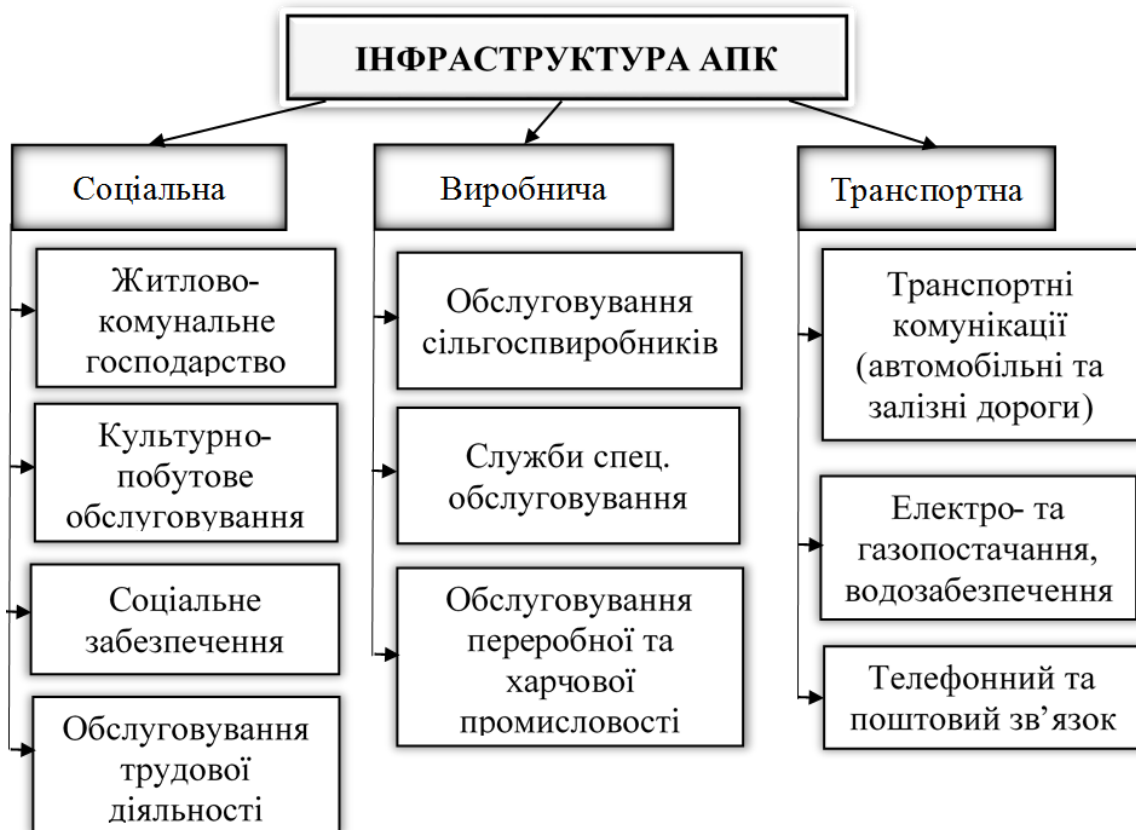 ІНФРАСТРУКТУРА АПК
Соціальна
Житлово-
комунальне
господарство
Культурно-
побутове
обслуговування
Соціальне
забезпечення
Обслуговування
трудової
діяльності
Виробнича
Обслуговування
сільгоспвиробників
Служби спец.
обслуговування
Обслуговування
переробної та
харчової
промисловості
Транспортна
Транспортні
комунікації
(автомобільні та
залізні дороги)
Електро- та
газопостачання,
водозабезпечення
Телефонний та
поштовий зв’язок